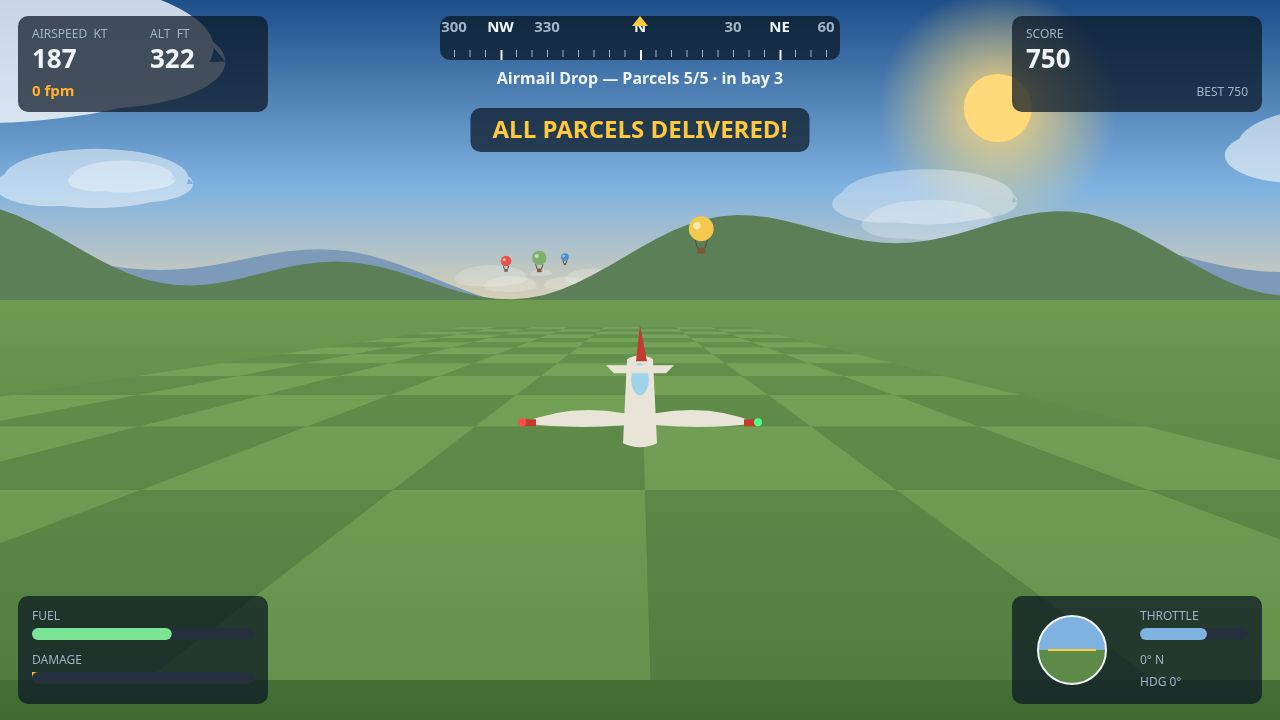 AIRSPEED KT
187
0 fpm
ALT FT
322
300 NW 330 N 30 NE 60
Airmail Drop — Parcels 5/5 · in bay 3
ALL PARCELS DELIVERED!
SCORE
750
BEST 750
FUEL
DAMAGE
THROTTLE
0° N
HDG 0°